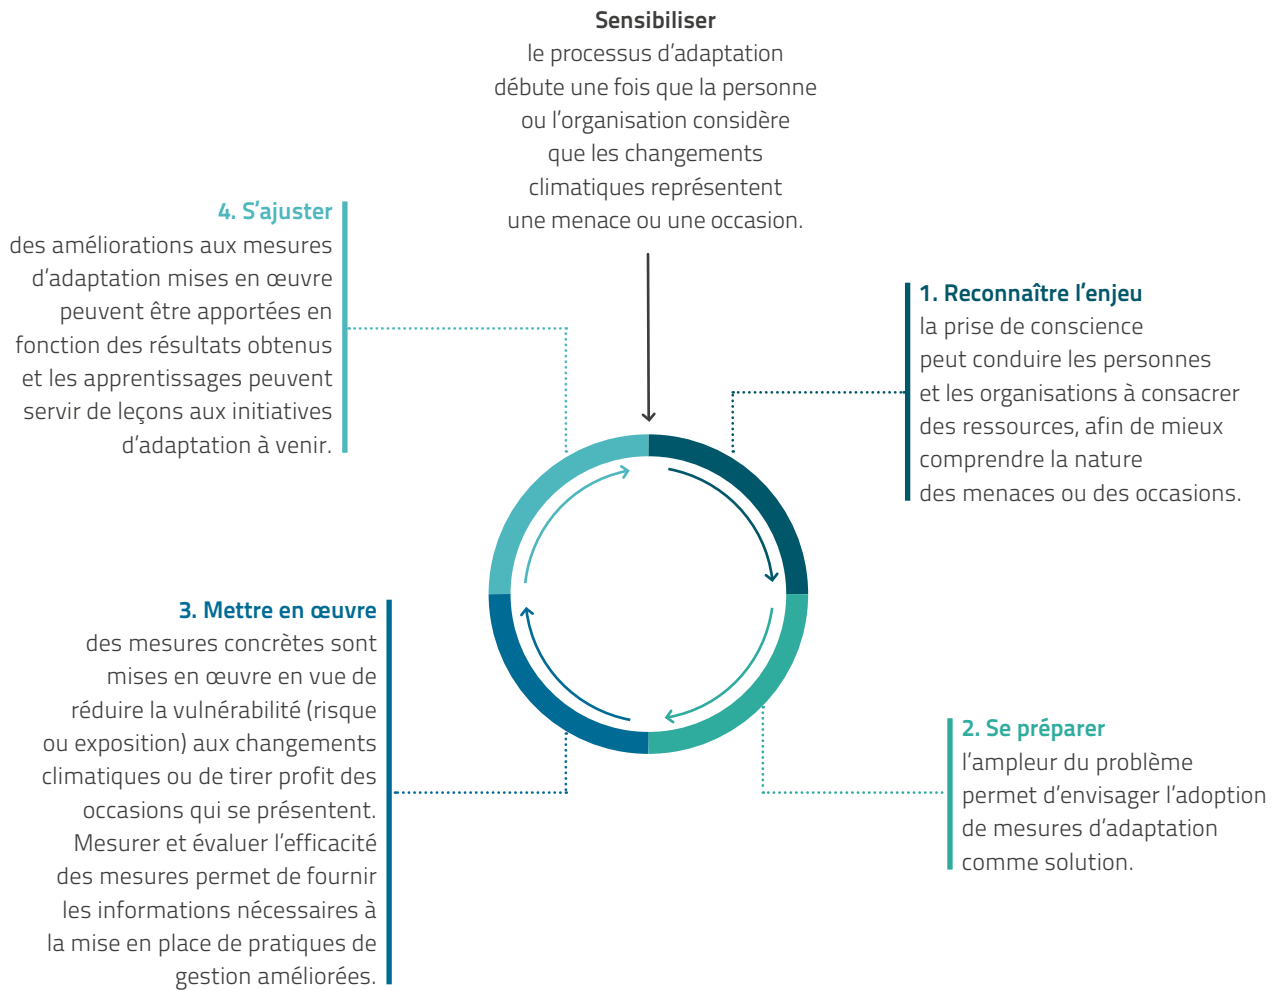 Sensibiliser
le processus d’adaptation
débute une fois que la personne
ou l’organisation considère
que les changements
climatiques représentent
une menace ou une occasion.
1. Reconnaître l’enjeu
la prise de conscience
peut conduire les personnes
et les organisations à consacrer
des ressources, afin de mieux
comprendre la nature
des menaces ou des occasions.
2. Se préparer
l’ampleur du problème
permet d’envisager l’adoption
de mesures d’adaptation
comme solution.
3. Mettre en œuvre
des mesures concrètes sont
mises en œuvre en vue de
réduire la vulnérabilité (risque
ou exposition) aux changements
climatiques ou de tirer profit des
occasions qui se présentent.
Mesurer et évaluer l’efficacité
des mesures permet de fournir
les informations nécessaires à
la mise en place de pratiques de
gestion améliorées.
4. S’ajuster
des améliorations aux mesures
d’adaptation mises en œuvre
peuvent être apportées en
fonction des résultats obtenus
et les apprentissages peuvent
servir de leçons aux initiatives
d’adaptation à venir.